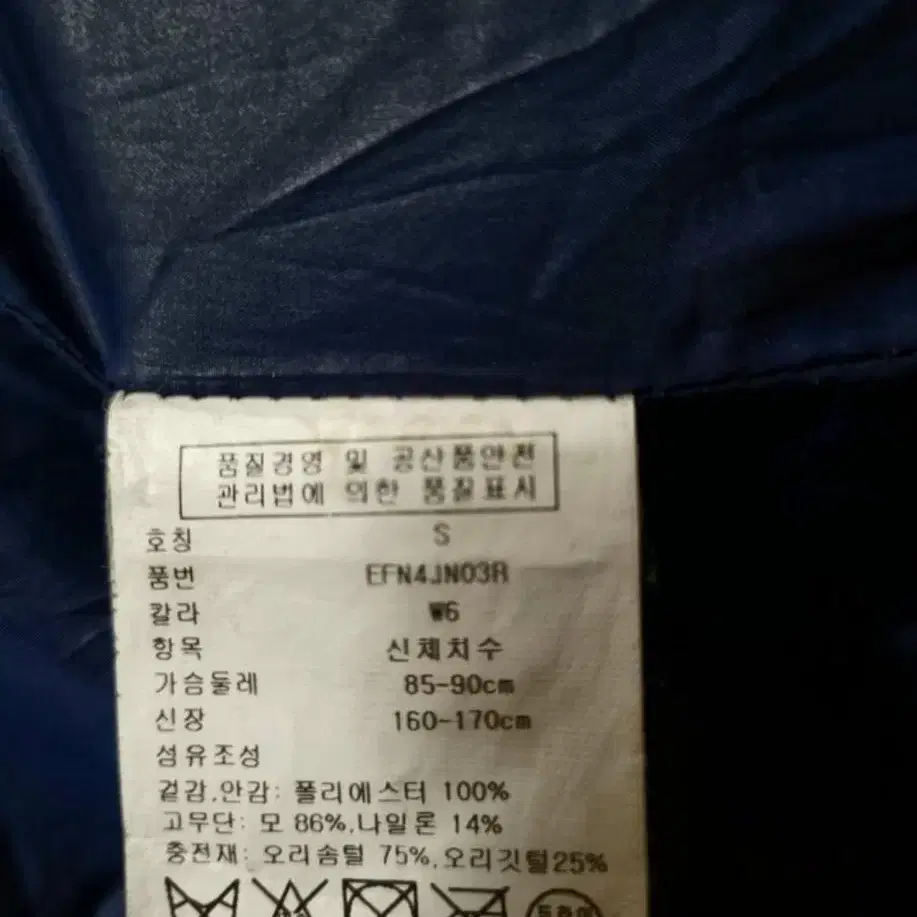 품질경영 및 공산품안전
관리법에 의한 품질표시
호칭 S
품번 EFN4JN03R
칼라 W6
항목 신체치수
가슴둘레 85-90cm
신장 160-170cm
섬유조성
겉감,안감: 폴리에스터 100%
고무단: 모 86%,나일론 14%
충전재: 오리솜털 75%,오리깃털25%